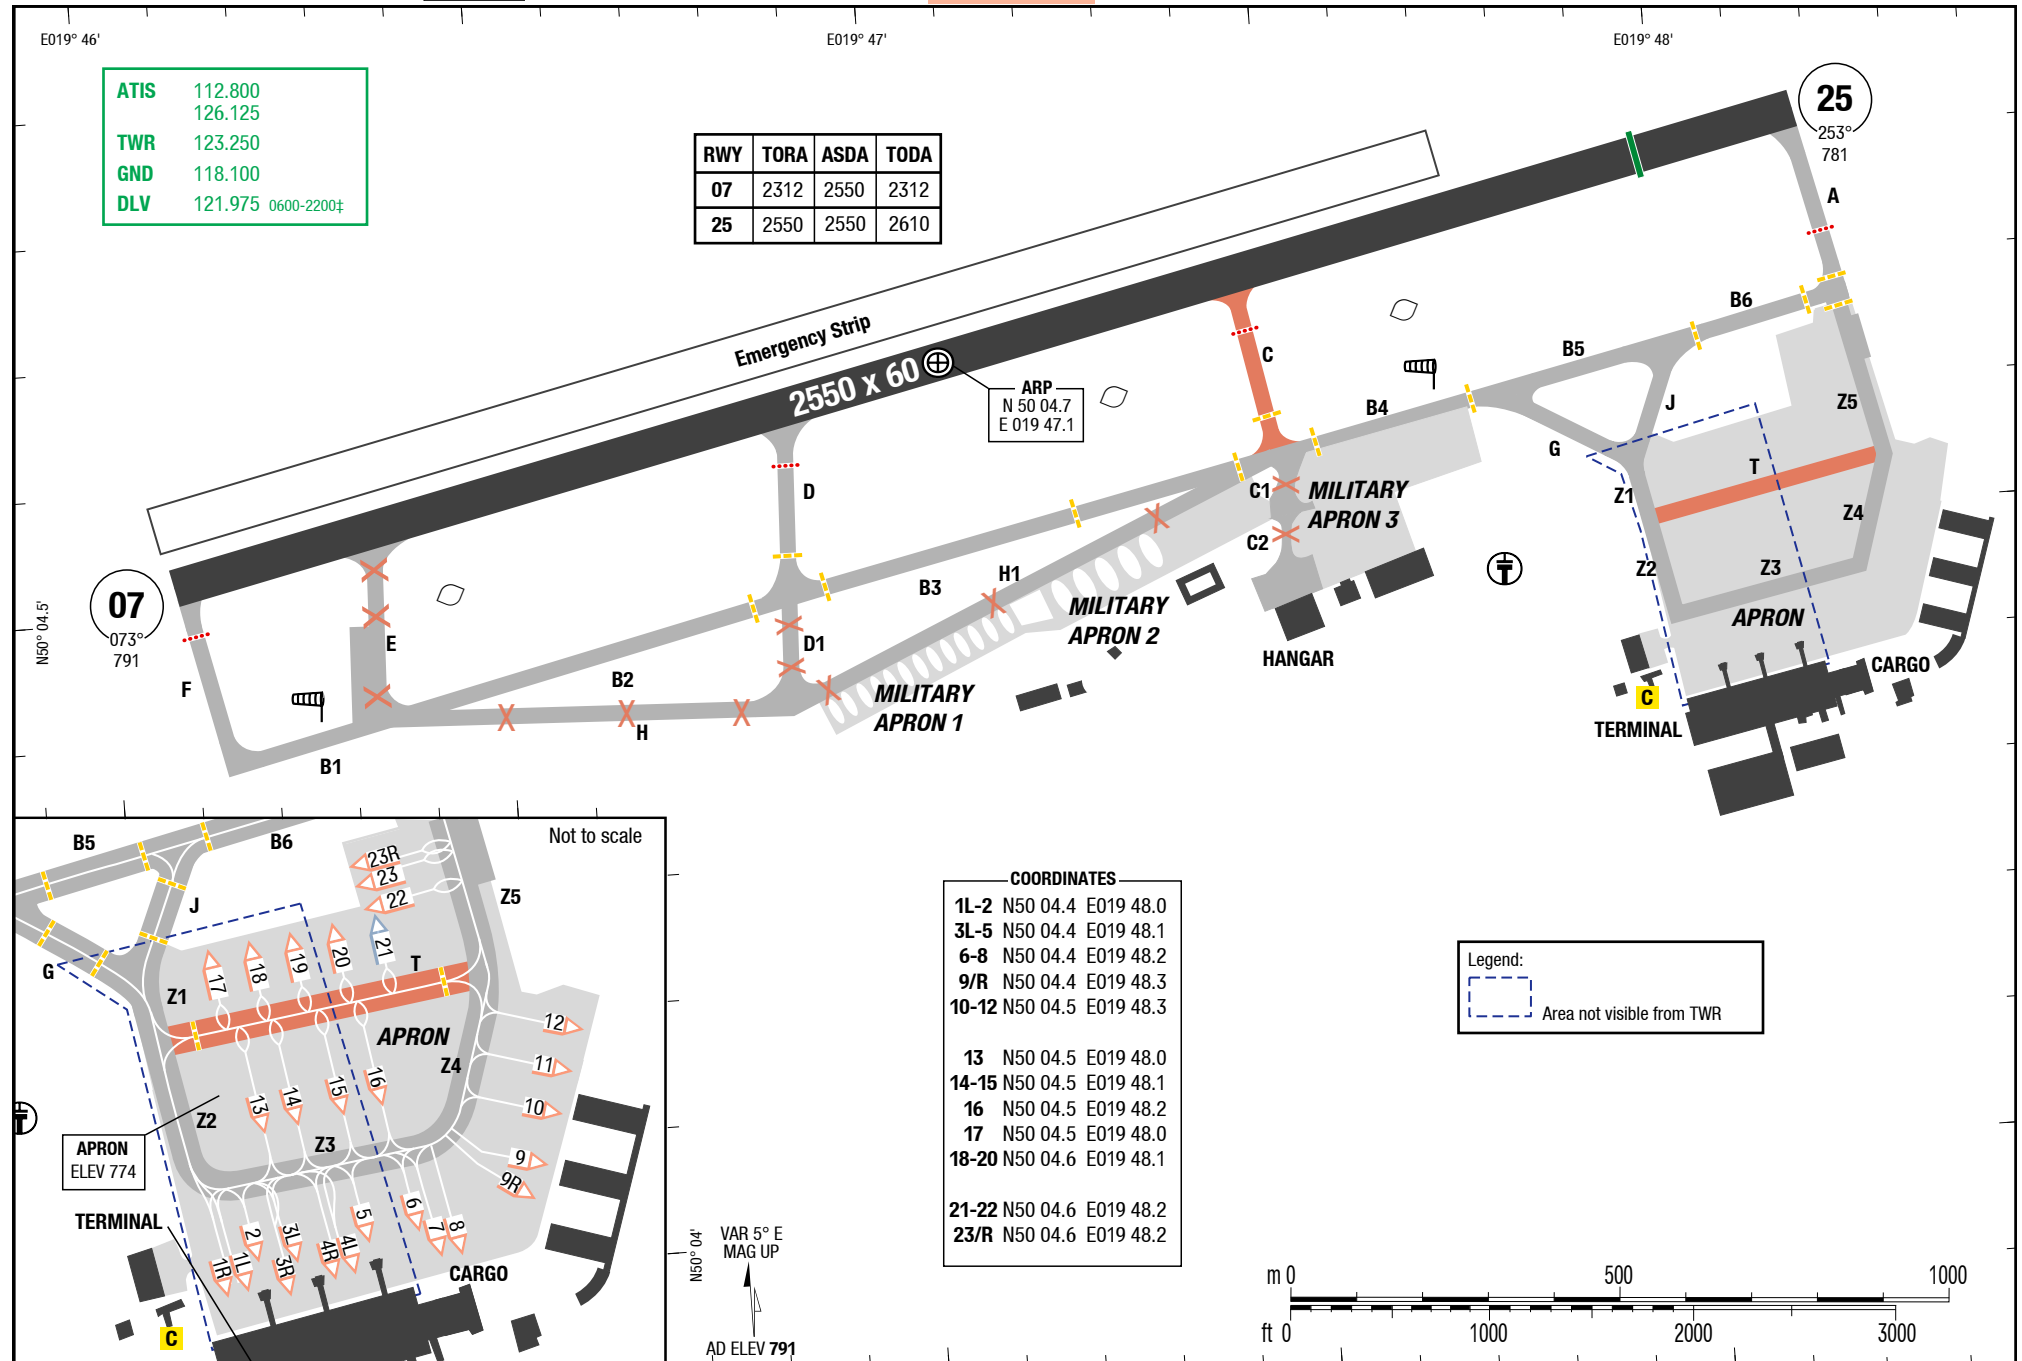 E019° 46'
E019° 47'
E019° 48'
ATIS 112.800
126.125
TWR 123.250
GND 118.100
DLV 121.975 0600-2200‡
RWY TORA ASDA TODA
07 2312 2550 2312
25 2550 2550 2610
25
253°
781
A
B6
Emergency Strip
2550 x 60
ARP
N 50 04.7
E 019 47.1
C
B5
B4
J
Z5
G
T
D
C1
MILITARY
APRON 3
Z1
Z4
C2
Z2
Z3
H1
B3
MILITARY
APRON 2
APRON
N50° 04.5'
07
073°
791
E
D1
HANGAR
CARGO
F
B2
MILITARY
APRON 1
C
TERMINAL
H
B1
B5
B6
Not to scale
23R
23
22
Z5
J
21
20
19
18
17
T
G
Z1
12
APRON
11
Z4
16
15
14
13
10
Z2
Z3
APRON
ELEV 774
9
9R
TERMINAL
5
6
7
8
2
3L
4R
4L
1R
1L
3R
CARGO
C
N50° 04'
VAR 5° E
MAG UP
AD ELEV 791
COORDINATES
1L-2 N50 04.4 E019 48.0
3L-5 N50 04.4 E019 48.1
6-8 N50 04.4 E019 48.2
9/R N50 04.4 E019 48.3
10-12 N50 04.5 E019 48.3
13 N50 04.5 E019 48.0
14-15 N50 04.5 E019 48.1
16 N50 04.5 E019 48.2
17 N50 04.5 E019 48.0
18-20 N50 04.6 E019 48.1
21-22 N50 04.6 E019 48.2
23/R N50 04.6 E019 48.2
Legend:
Area not visible from TWR
m 0 500 1000
ft 0 1000 2000 3000